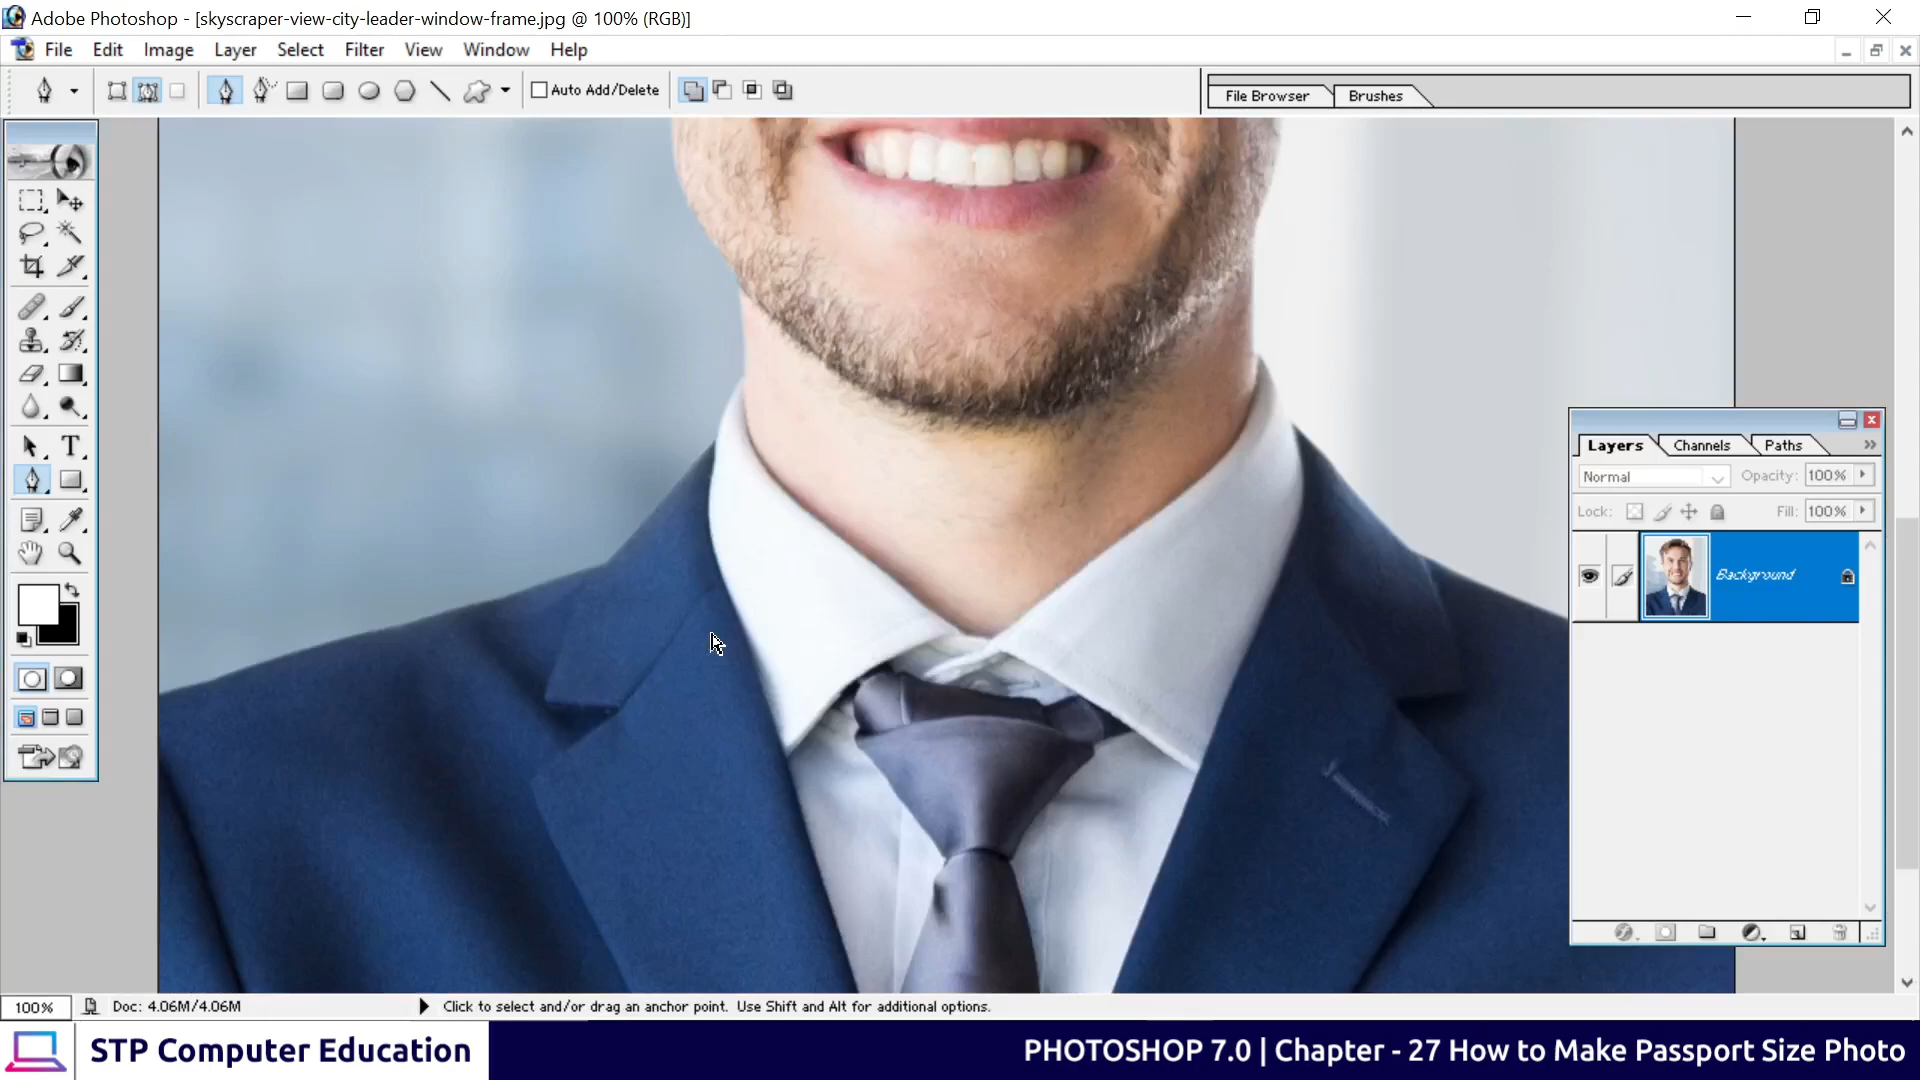 Adobe Photoshop - [skyscraper-view-city-leader-window-frame.jpg @ 100% (RGB)]
File Edit Image Layer Select Filter View Window Help
Auto Add/Delete
File Browser Brushes
Layers Channels Paths
Normal Opacity: 100%
Lock: Fill: 100%
Background
100% Doc: 4.06M/4.06M Click to select and/or drag an anchor point. Use Shift and Alt for additional options.
STP Computer Education PHOTOSHOP 7.0 | Chapter - 27 How to Make Passport Size Photo